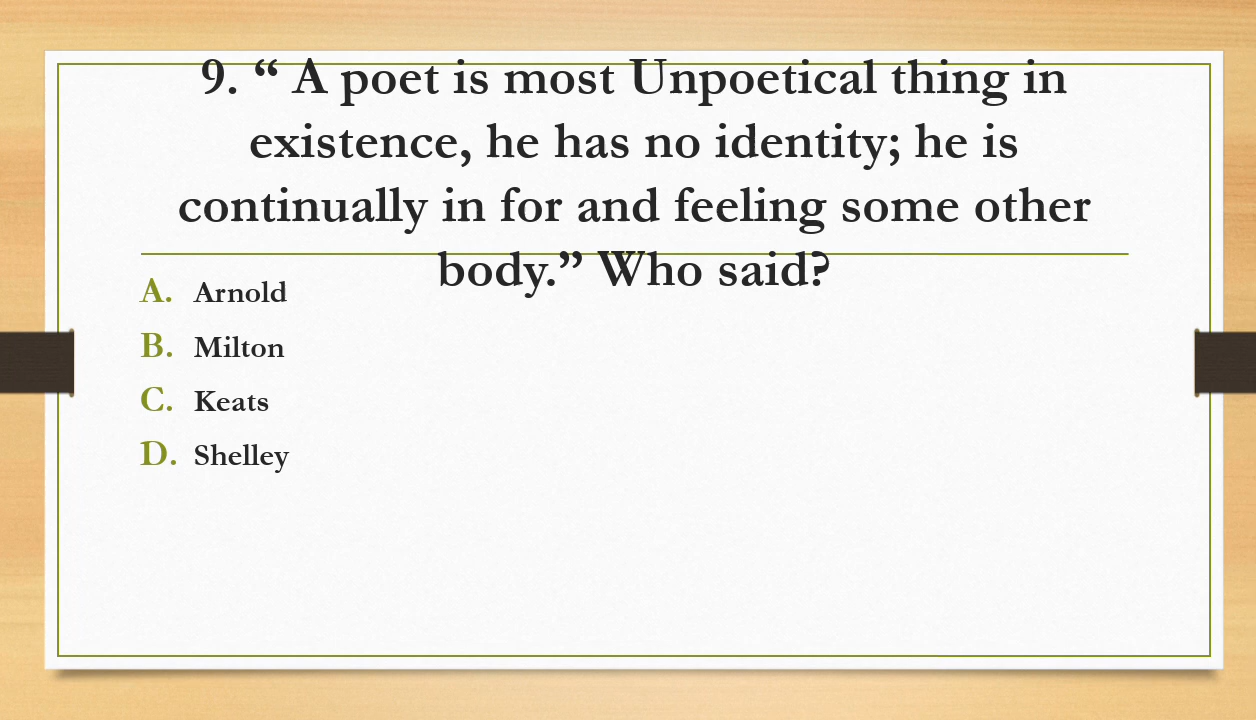 9. “ A poet is most Unpoetical thing in
existence, he has no identity; he is
continually in for and feeling some other
body.” Who said?
A. Arnold
B. Milton
C. Keats
D. Shelley